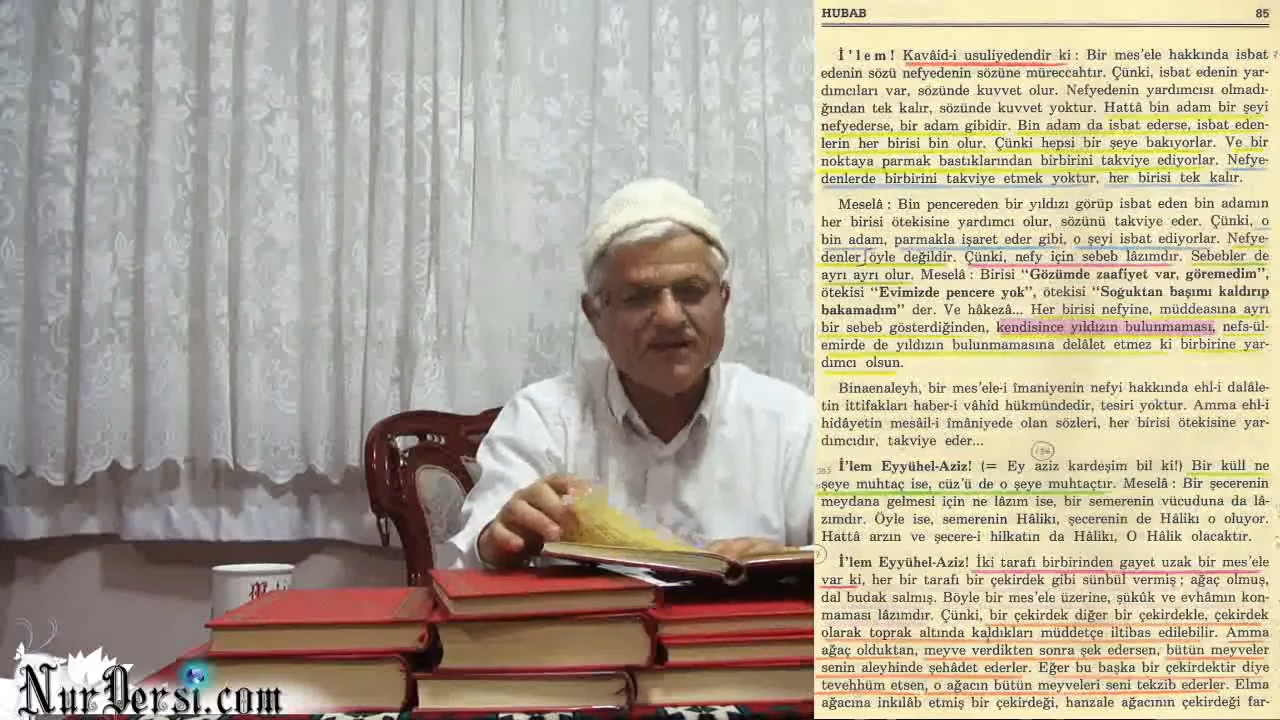 HUBAB 85
İ'lem! Kavâid-i usuliyedendir ki : Bir mes'ele hakkında isbat
edenin sözü nefyedenin sözüne müreccahtır. Çünki, isbat edenin yar-
dımcıları var, sözünde kuvvet olur. Nefyedenin yardımcısı olmadı-
ğından tek kalır, sözünde kuvvet yoktur. Hattâ bin adam bir şeyi
nefyederse, bir adam gibidir. Bin adam da isbat ederse, isbat eden-
lerin her birisi bin olur. Çünki hepsi bir şeye bakıyorlar. Ve bir
noktaya parmak bastıklarından birbirini takviye ediyorlar. Nefye-
denlerde birbirini takviye etmek yoktur, her birisi tek kalır.
Meselâ : Bin pencereden bir yıldızı görüp isbat eden bin adamın
her birisi ötekisine yardımcı olur, sözünü takviye eder. Çünki, o
bin adam, parmakla işaret eder gibi, o şeyi isbat ediyorlar. Nefye-
denler öyle değildir. Çünki, nefy için sebeb lâzımdır. Sebebler de
ayrı ayrı olur. Meselâ : Birisi "Gözümde zaafiyet var, göremedim",
ötekisi "Evimizde pencere yok", ötekisi "Soğuktan başımı kaldırıp
bakamadım" der. Ve hâkezâ... Her birisi nefyine, müddeasına ayrı
bir sebeb gösterdiğinden, kendisince yıldızın bulunmaması, nefs-ül-
emirde de yıldızın bulunmamasına delâlet etmez ki birbirine yar-
dımcı olsun.
Binaenaleyh, bir mes'ele-i îmaniyenin nefyi hakkında ehl-i dalâle-
tin ittifakları haber-i vâhid hükmündedir, tesiri yoktur. Amma ehl-i
hidâyetin mesâil-i îmâniyede olan sözleri, her birisi ötekisine yar-
dımcıdır, takviye eder...
İ'lem Eyyühel-Aziz! (= Ey aziz kardeşim bil ki!) Bir küll ne
şeye muhtaç ise, cüz'ü de o şeye muhtaçtır. Meselâ : Bir şecerenin
meydana gelmesi için ne lâzım ise, bir semerenin vücuduna da lâ-
zımdır. Öyle ise, semerenin Hâlikı, şecerenin de Hâlikı o oluyor.
Hattâ arzın ve şecere-i hilkatın da Hâlikı, O Hâlik olacaktır.
İ'lem Eyyühel-Aziz! İki tarafı birbirinden gayet uzak bir mes'ele
var ki, her bir tarafı bir çekirdek gibi sünbül vermiş ; ağaç olmuş,
dal budak salmış. Böyle bir mes'ele üzerine, şükûk ve evhamın kon-
maması lâzımdır. Çünki, bir çekirdek diğer bir çekirdekle, çekirdek
olarak toprak altında kaldıkları müddetçe iltibas edilebilir. Amma
ağaç olduktan, meyve verdikten sonra şek edersen, bütün meyveler
senin aleyhinde şehâdet ederler. Eğer bu başka bir çekirdektir diye
tevehhüm etsen, o ağacın bütün meyveleri seni tekzib ederler. Elma
ağacına inkılâb etmiş bir çekirdeği, hanzale ağacının çekirdeği far-
NurDersi.com